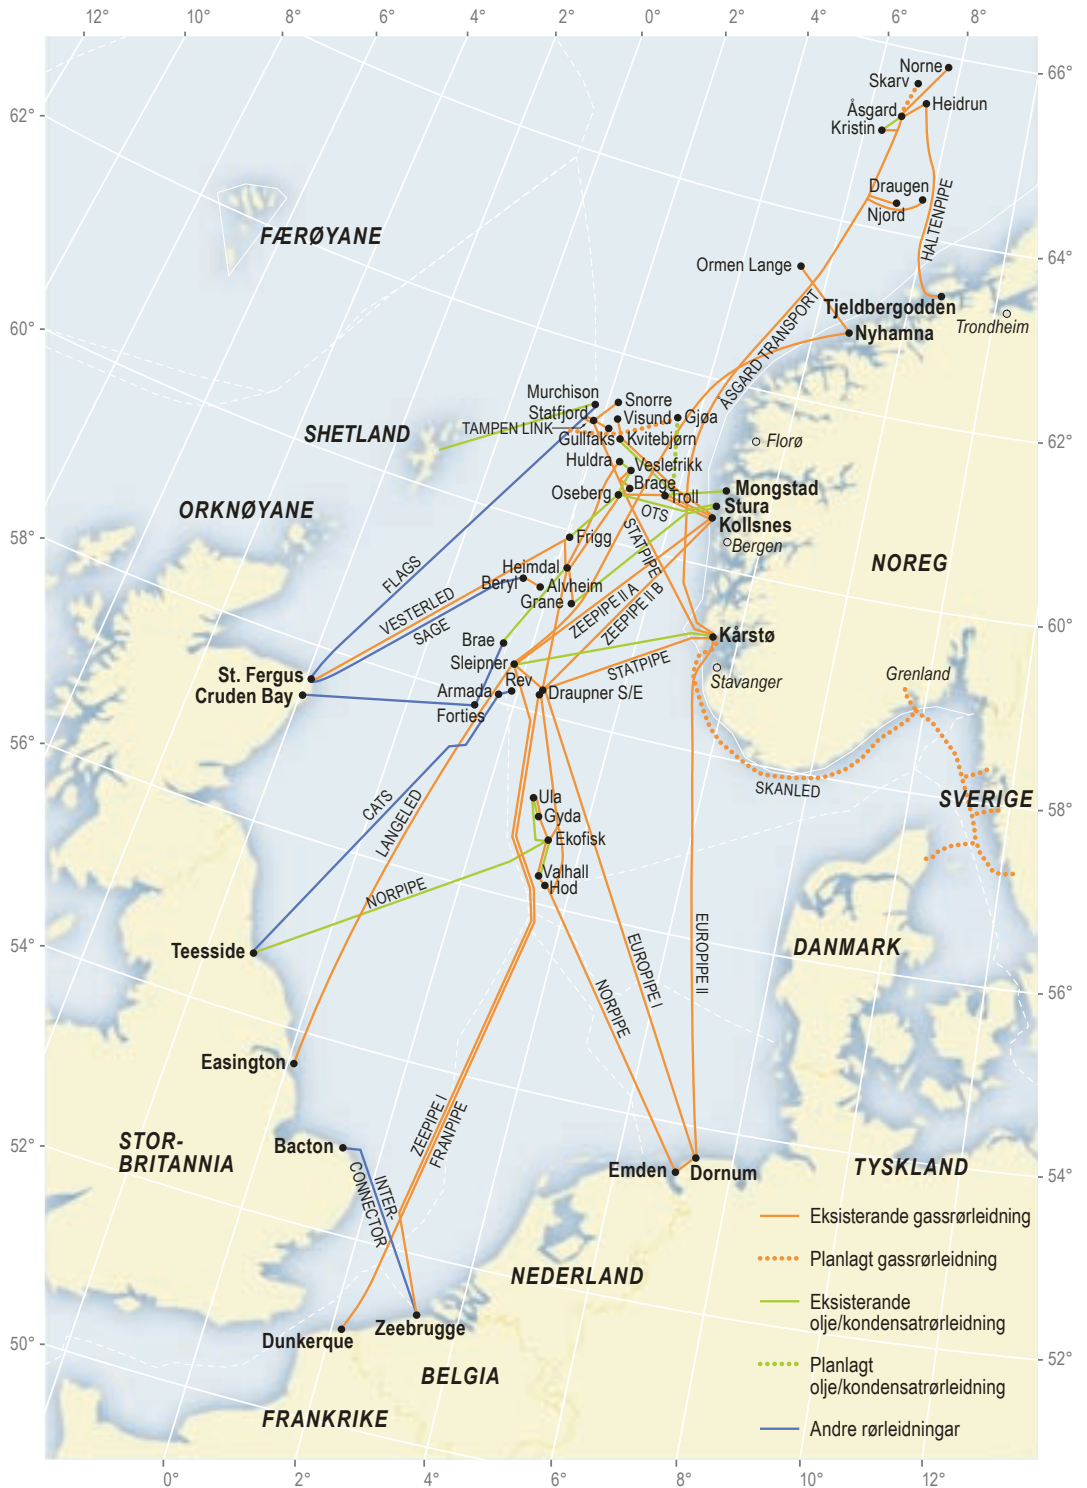 12°
10°
8°
6°
4°
2°
0°
2°
4°
6°
8°
66°
64°
62°
60°
58°
56°
54°
52°
62°
60°
58°
56°
54°
52°
50°
0°
2°
4°
6°
8°
10°
12°
Norne
Skarv
Åsgard
Heidrun
Kristin
Draugen
Njord
HALTENPIPE
FÆRØYANE
Ormen Lange
Tjeldbergodden
Trondheim
Nyhamna
ÅSGARD TRANSPORT
Murchison
Snorre
Statfjord
Visund
Gjøa
TAMPEN LINK
Gullfaks
Kvitebjørn
Florø
SHETLAND
Huldra
Veslefrikk
Brage
Oseberg
Troll
Mongstad
Stura
OTS
Kollsnes
Bergen
ORKNØYANE
STATPIPE
Frigg
NOREG
FLAGS
Heimdal
Beryl
Alvheim
Grane
VESTERLED
SAGE
ZEEPIPE II A
ZEEPIPE II B
Brae
Kårstø
Sleipner
STATPIPE
St. Fergus
Rev
Stavanger
Grenland
Cruden Bay
Armada
Draupner S/E
Forties
SKANLED
SVERIGE
CATS
LANGELED
Ula
Gyda
Ekofisk
Valhall
Hod
NORPIPE
Teesside
DANMARK
EUROPIPE II
EUROPIPE I
NORPIPE
Easington
ZEEPIPE I
FRANPIPE
STOR-
BRITANNIA
Bacton
INTER-
CONNECTOR
Emden
Dornum
TYSKLAND
NEDERLAND
Zeebrugge
Dunkerque
BELGIA
FRANKRIKE
Eksisterande gassrørleidning
Planlagt gassrørleidning
Eksisterande
olje/kondensatrørleidning
Planlagt
olje/kondensatrørleidning
Andre rørleidningar